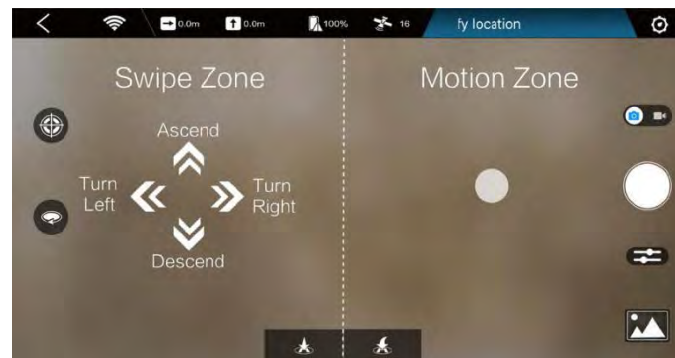 0.0m 0.0m 100% 16 fy location
Swipe Zone
Motion Zone
Ascend
Turn
Left
Turn
Right
Descend